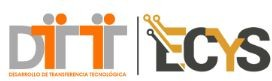 DTT
DESARROLLO DE TRANSFERENCIA TECNOLÓGICA
ECYS